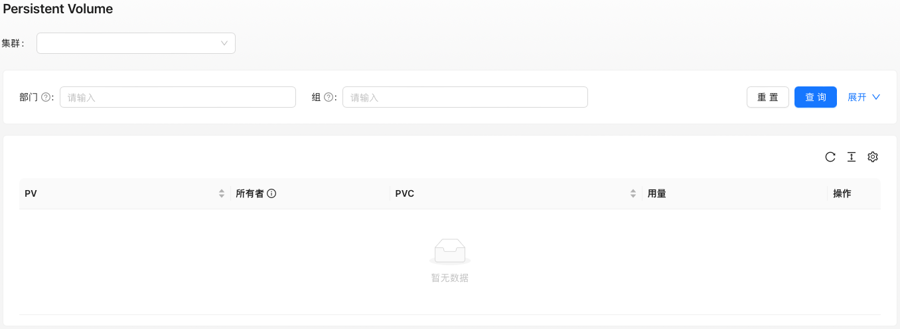 Persistent Volume
集群:
部门 ?: 请输入 组 ?: 请输入 重 置 查 询 展开
PV 所有者 PVC 用量 操作
暂无数据